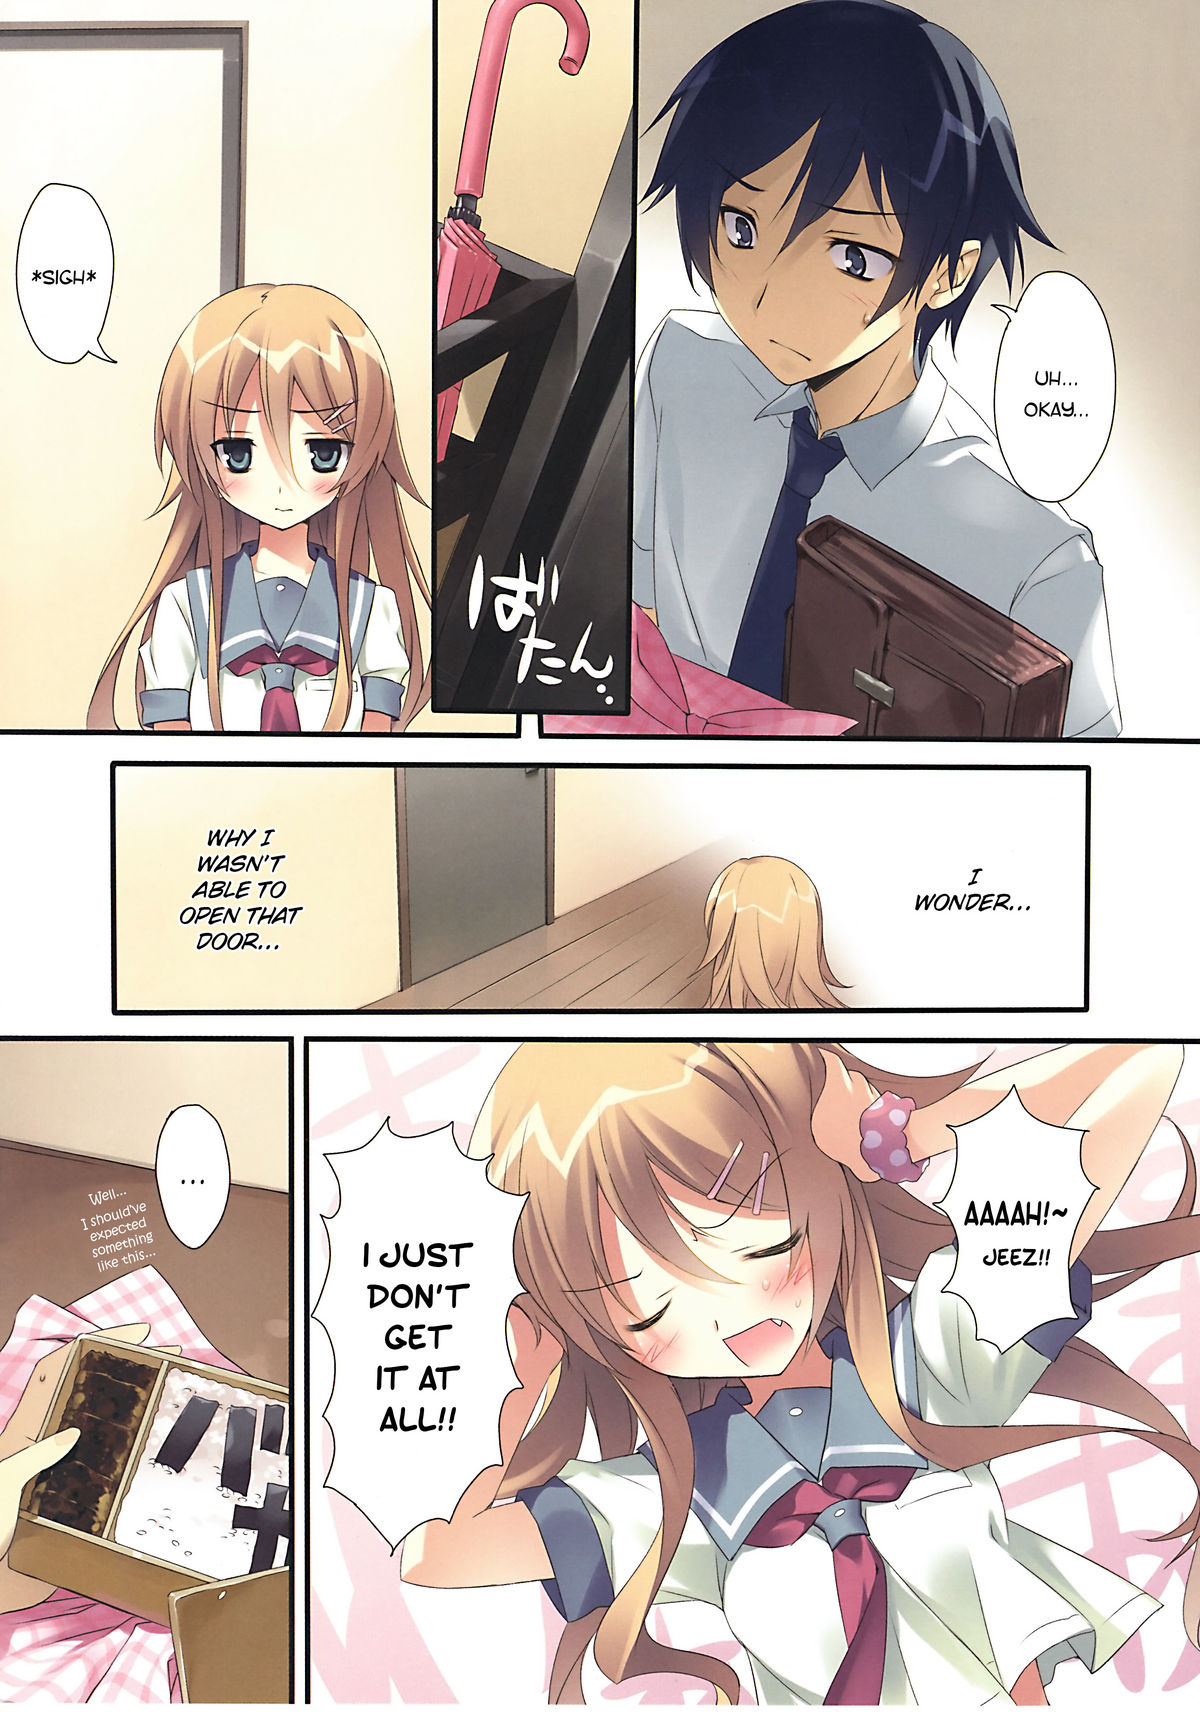 UH...
OKAY...
ばたん..
*SIGH*
I
WONDER...
WHY I
WASN'T
ABLE TO
OPEN THAT
DOOR...
AAAAH!~
JEEZ!!
I JUST
DON'T
GET
IT AT
ALL!!
...
Well...
I should've
expected
something
like this...